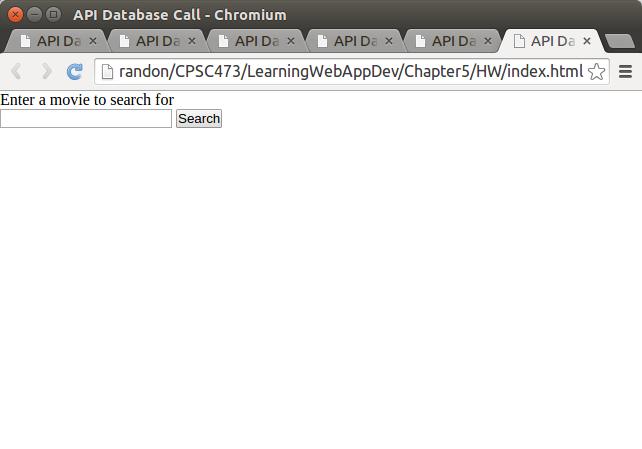 API Database Call - Chromium
API Da API Da API Da API Da API Da API Da
randon/CPSC473/LearningWebAppDev/Chapter5/HW/index.html
Enter a movie to search for
Search